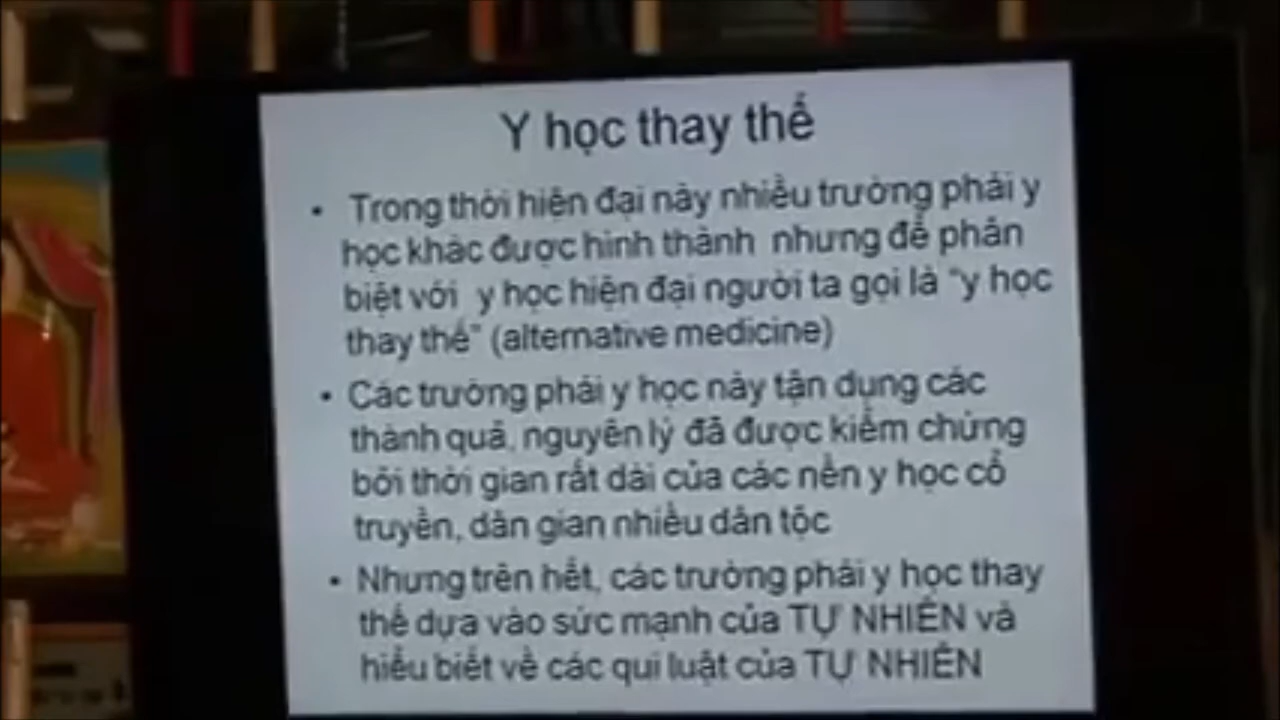 Y học thay thế
• Trong thời hiện đại này nhiều trường phái y
học khác được hình thành nhưng để phân
biệt với y học hiện đại người ta gọi là "y học
thay thế" (alternative medicine)
• Các trường phái y học này tận dụng các
thành quả, nguyên lý đã được kiểm chứng
bởi thời gian rất dài của các nền y học cổ
truyền, dân gian nhiều dân tộc
• Nhưng trên hết, các trường phái y học thay
thế dựa vào sức mạnh của TỰ NHIÊN và
hiểu biết về các qui luật của TỰ NHIÊN